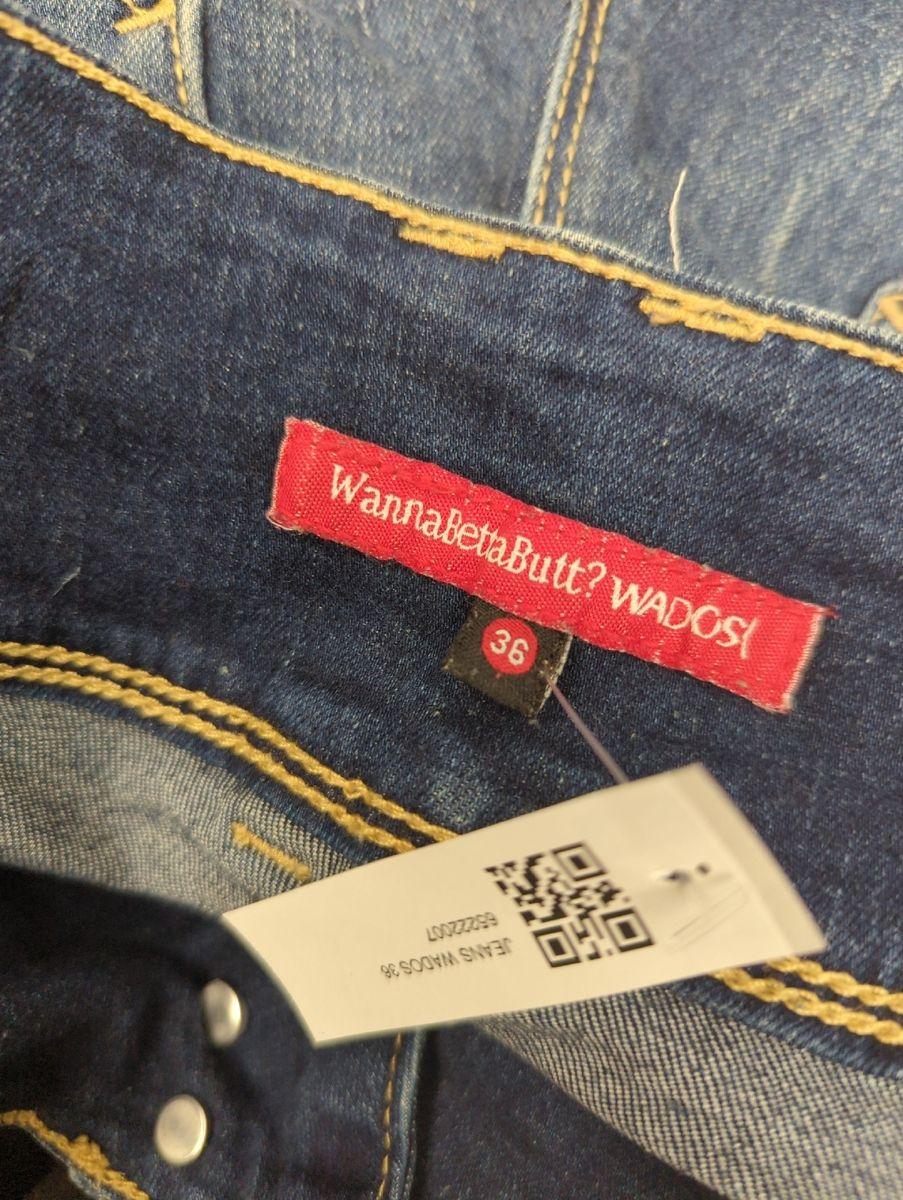 WannaBettaButt? WADOS(
36
JEANS WADOS 36
65222007